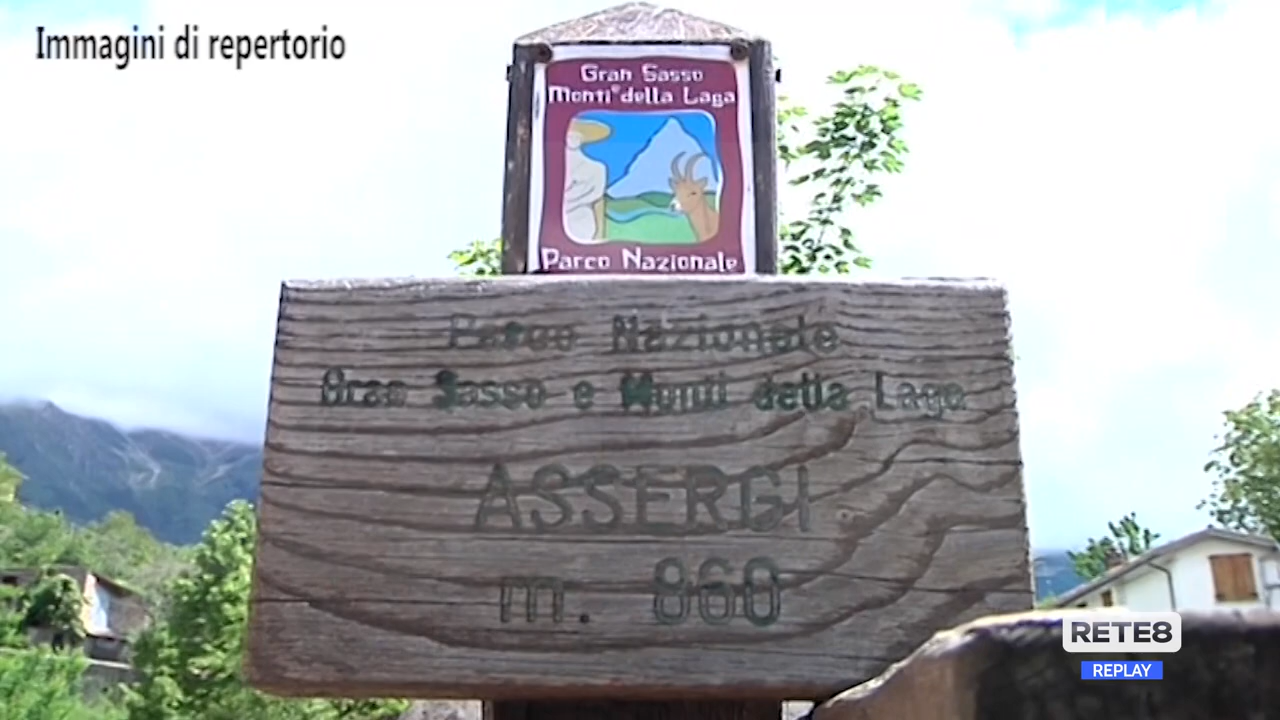 Immagini di repertorio
Gran Sasso
Monti della Laga
Parco Nazionale
Parco Nazionale
Gran Sasso e Monti della Laga
ASSERGI
m. 860
RETE8
REPLAY